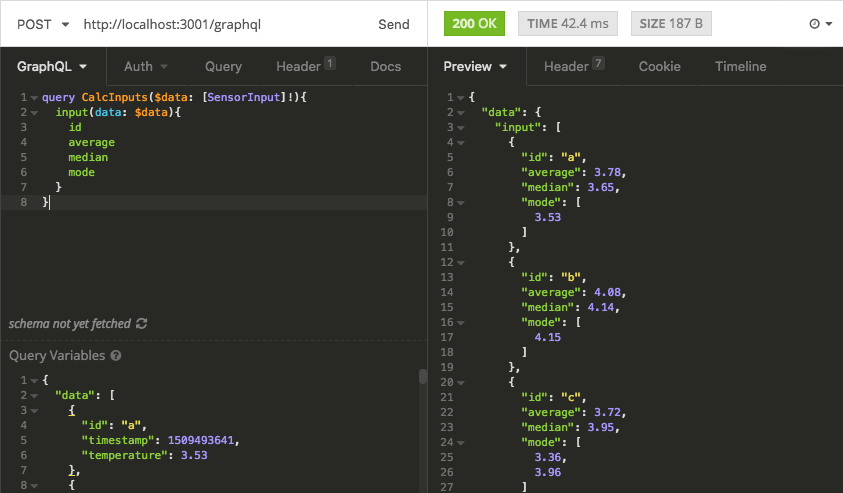 POST http://localhost:3001/graphql Send
200 OK TIME 42.4 ms SIZE 187 B
GraphQL Auth Query Header 1 Docs
Preview Header 7 Cookie Timeline
1 query CalcInputs($data: [SensorInput]!){
2 input(data: $data){
3 id
4 average
5 median
6 mode
7 }
8 }
schema not yet fetched
Query Variables ?
1 {
2 "data": [
3 {
4 "id": "a",
5 "timestamp": 1509493641,
6 "temperature": 3.53
7 },
8 {
1 {
2 "data": {
3 "input": [
4 {
5 "id": "a",
6 "average": 3.78,
7 "median": 3.65,
8 "mode": [
9 3.53
10 ]
11 },
12 {
13 "id": "b",
14 "average": 4.08,
15 "median": 4.14,
16 "mode": [
17 4.15
18 ]
19 },
20 {
21 "id": "c",
22 "average": 3.72,
23 "median": 3.95,
24 "mode": [
25 3.36,
26 3.96
27 ]